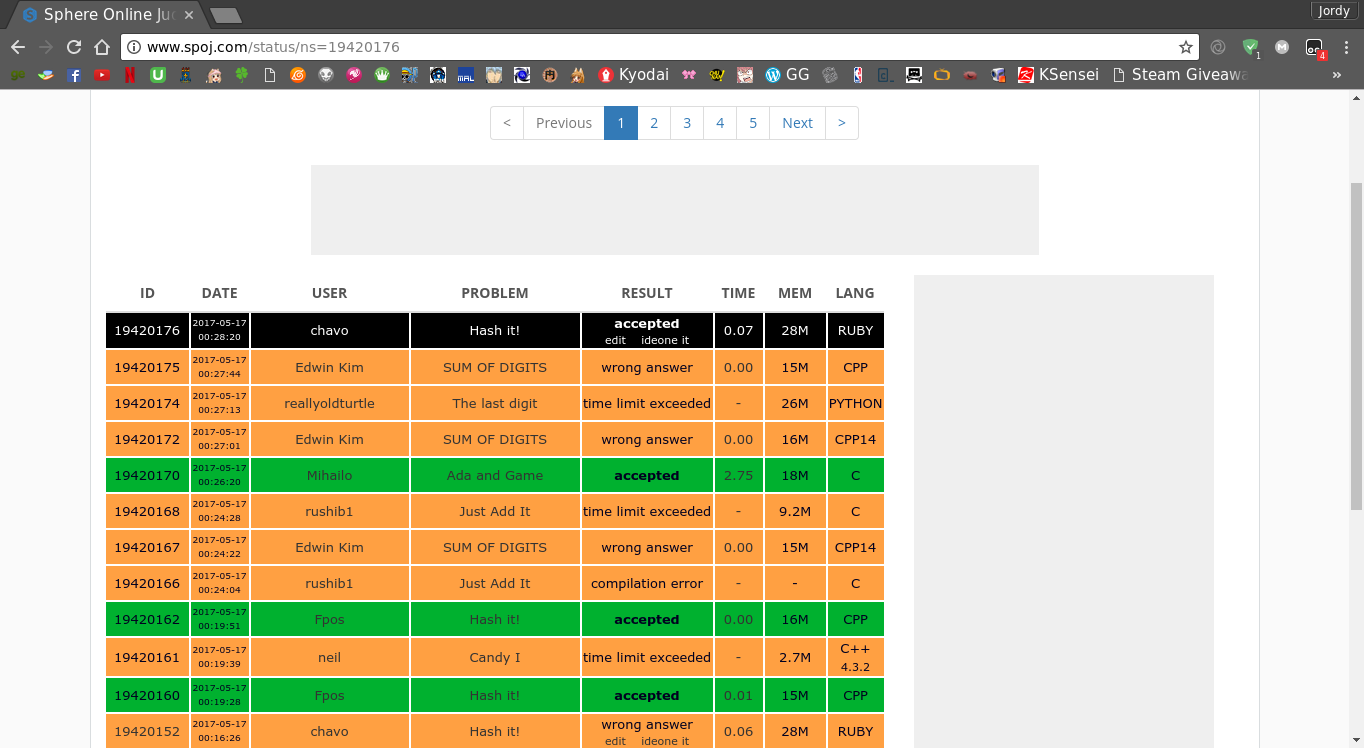 Sphere Online Ju
Jordy
www.spoj.com/status/ns=19420176
1
4
MAL Kyodai GG KSensei Steam Giveaw »
< Previous 1 2 3 4 5 Next >
ID DATE USER PROBLEM RESULT TIME MEM LANG
19420176 2017-05-17 00:28:20 chavo Hash it! accepted edit ideone it 0.07 28M RUBY
19420175 2017-05-17 00:27:44 Edwin Kim SUM OF DIGITS wrong answer 0.00 15M CPP
19420174 2017-05-17 00:27:13 reallyoldturtle The last digit time limit exceeded - 26M PYTHON
19420172 2017-05-17 00:27:01 Edwin Kim SUM OF DIGITS wrong answer 0.00 16M CPP14
19420170 2017-05-17 00:26:20 Mihailo Ada and Game accepted 2.75 18M C
19420168 2017-05-17 00:24:28 rushib1 Just Add It time limit exceeded - 9.2M C
19420167 2017-05-17 00:24:22 Edwin Kim SUM OF DIGITS wrong answer 0.00 15M CPP14
19420166 2017-05-17 00:24:04 rushib1 Just Add It compilation error - - C
19420162 2017-05-17 00:19:51 Fpos Hash it! accepted 0.00 16M CPP
19420161 2017-05-17 00:19:39 neil Candy I time limit exceeded - 2.7M C++ 4.3.2
19420160 2017-05-17 00:19:28 Fpos Hash it! accepted 0.01 15M CPP
19420152 2017-05-17 00:16:26 chavo Hash it! wrong answer edit ideone it 0.06 28M RUBY